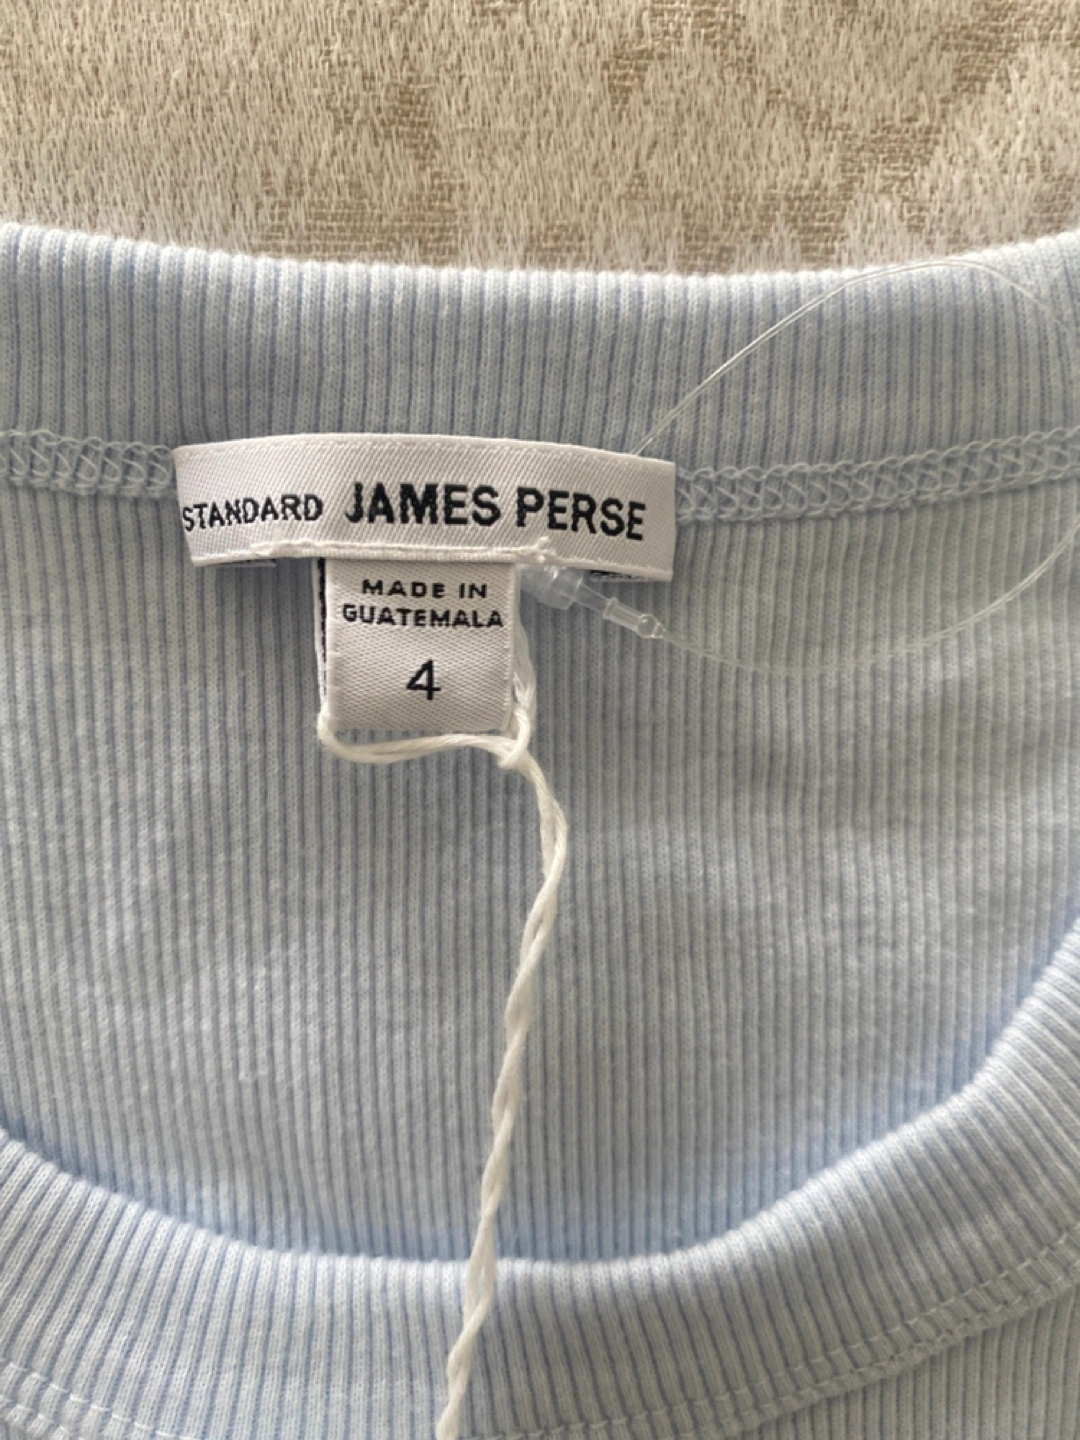 STANDARD JAMES PERSE
MADE IN
GUATEMALA
4